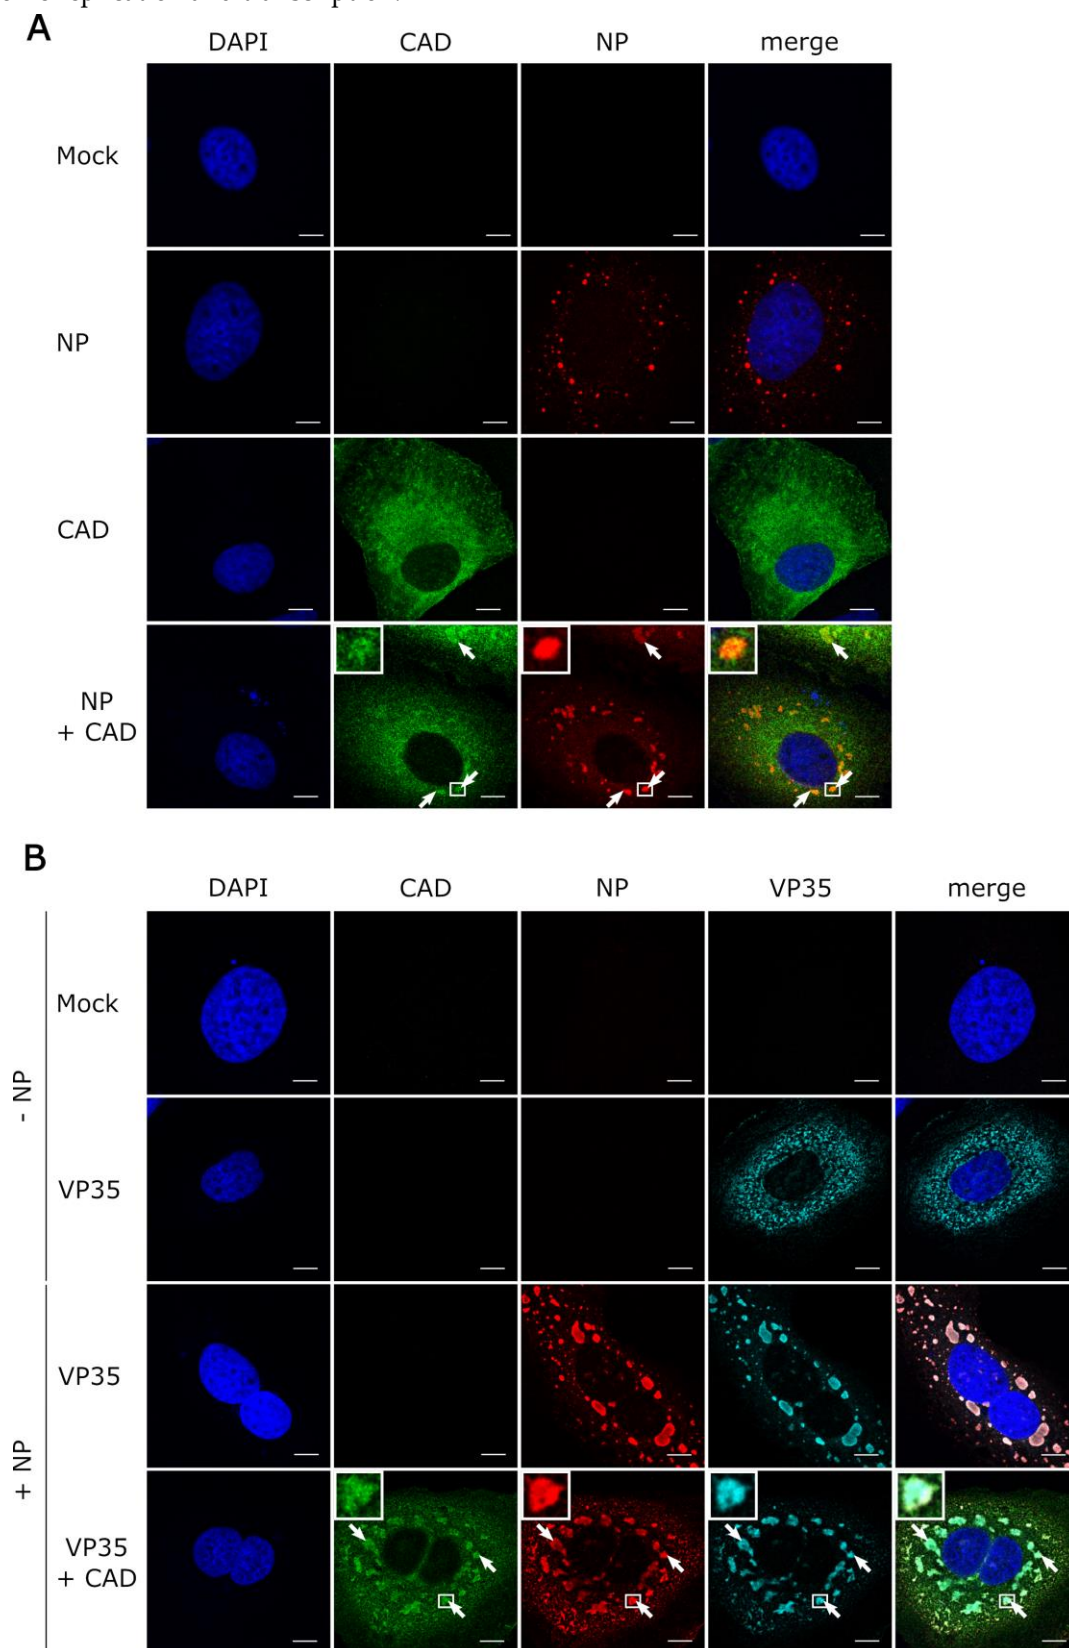 A
DAPI CAD NP merge
Mock
NP
CAD
NP
+ CAD
B
DAPI CAD NP VP35 merge
- NP
Mock
VP35
+ NP
VP35
VP35
+ CAD